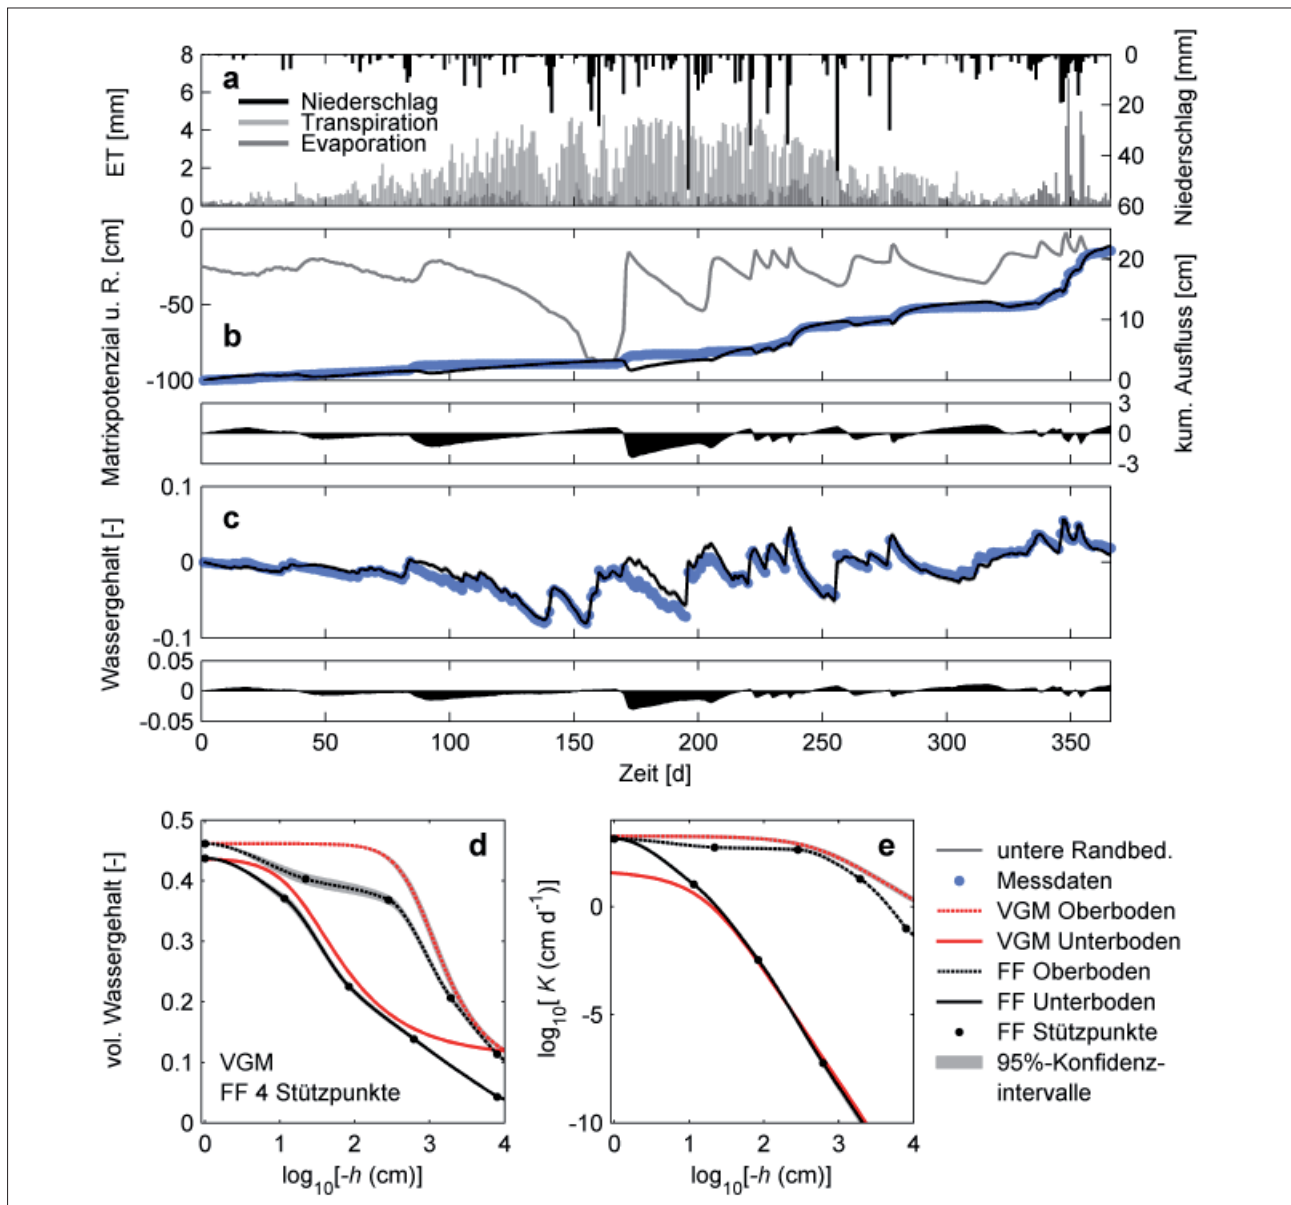 a
Niederschlag
Transpiration
Evaporation
ET [mm]
8
6
4
2
0
Niederschlag [mm]
0
20
40
60
b
Matrixpotenzial u. R. [cm]
0
-50
-100
kum. Ausfluss [cm]
20
10
0
3
0
-3
c
Wassergehalt [-]
0.1
0
-0.1
0.05
0
-0.05
0 50 100 150 200 250 300 350
Zeit [d]
d
vol. Wassergehalt [-]
0.5
0.4
0.3
0.2
0.1
0
VGM
FF 4 Stützpunkte
0 1 2 3 4
log10[-h (cm)]
e
log10[ K (cm d-1)]
0
-5
-10
0 1 2 3 4
log10[-h (cm)]
untere Randbed.
Messdaten
VGM Oberboden
VGM Unterboden
FF Oberboden
FF Unterboden
FF Stützpunkte
95%-Konfidenz-
intervalle